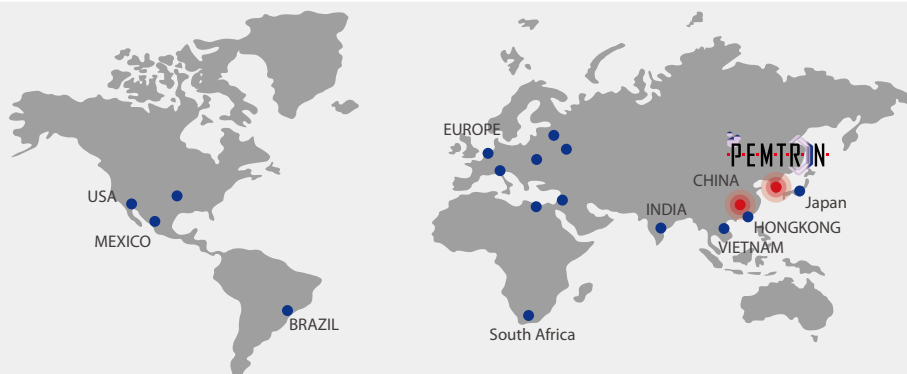 EUROPE
PEMTRON
CHINA
USA
Japan
INDIA
HONGKONG
MEXICO
VIETNAM
BRAZIL
South Africa